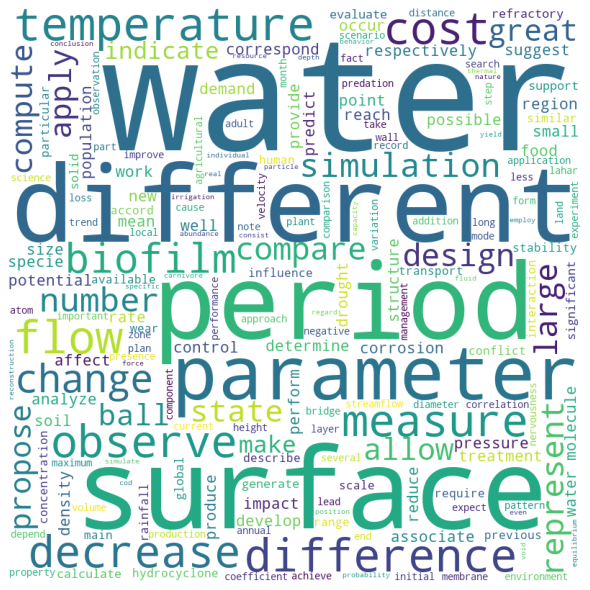 temperature
cost
great
evaluate
distance
refractory
scenario
behavior
occur
conclusion
resource
depth
fact
thermal
nature
indicate
correspond
respectively
suggest
water
compute
apply
particular
population
observation
month
demand
provide
predict
adult
point
reach
predation
search
step
support
region
possible
similar
yield
take
wall
record
application
small
part
improve
individual
real
particle
agricultural
human
simulation
less
food
lahar
science
solid
work
irrigation
velocity
comparison
variation
form
experiment
different
loss
new
cause
accord
trend
local
mean
abundance
note
consist
plant
capacity
addition
employ
long
mode
land
stability
size
specie
well
biofilm
compare
design
potential
available
carnivore
specific
influence
performance
approach
regard
negative
drought
structure
transport
management
fluid
interaction
large
significant
number
atom
important
rate
wear
zone
plan
presence
control
determine
corrosion
conflict
period
flow
reconstruction
affect
force
component
change
state
analyze
soil
ball
parameter
perform
bridge
streamflow
diameter
correlation
nervousness
current
height
layer
several
observe
make
describe
allow
measure
pressure
treatment
Water molecule
represent
propose
concentration
maximum
simulate
density
depend
volume
rainfall
cod
global
production
produce
main
surface
generate
position
impact
develop
annual
scale
lead
range
end
reduce
require
expect
pattern
even
void
equilibrium
associate
previous
decrease
difference
property
calculate
hydrocyclone
coefficient
achieve
probability
initial
membrane
environment